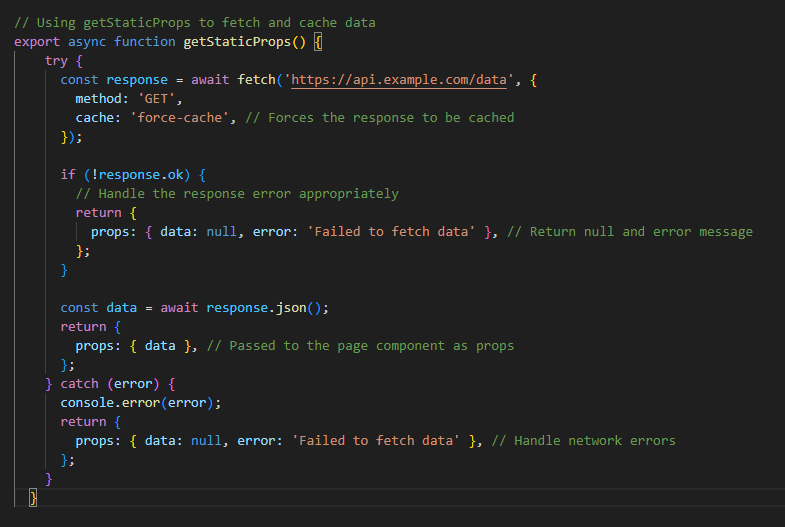 // Using getStaticProps to fetch and cache data
export async function getStaticProps() {
    try {
      const response = await fetch('https://api.example.com/data', {
        method: 'GET',
        cache: 'force-cache', // Forces the response to be cached
      });

      if (!response.ok) {
        // Handle the response error appropriately
        return {
          props: { data: null, error: 'Failed to fetch data' }, // Return null and error message
        };
      }

      const data = await response.json();
      return {
        props: { data }, // Passed to the page component as props
      };
    } catch (error) {
      console.error(error);
      return {
        props: { data: null, error: 'Failed to fetch data' }, // Handle network errors
      };
    }
  }